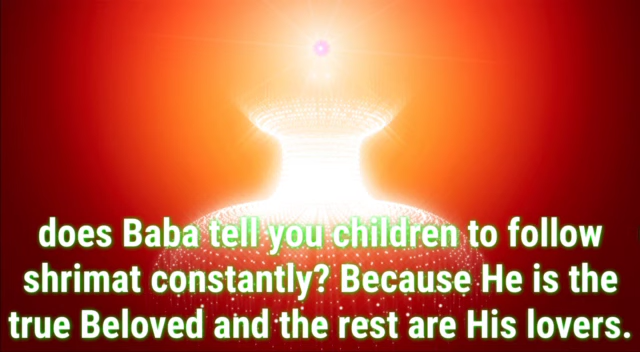 does Baba tell you children to follow
shrimat constantly? Because He is the
true Beloved and the rest are His lovers.